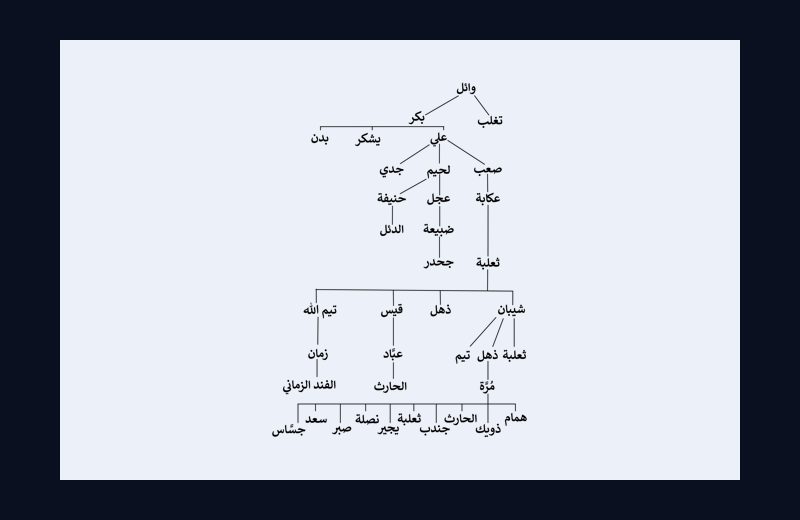 وائل
تغلب بكر
علي يشكر بدن
صعب لحيم جدي
عكابة عجل حنيفة
ضبيعة الدئل
ثعلبة جحدر
شيبان ذهل قيس تيم الله
ثعلبة ذهل تيم عبَّاد زمان
مُرَّة الحارث الفند الزماني
همام ذويك الحارث جندب ثعلبة يجير نصلة صبر سعد جسَّاس